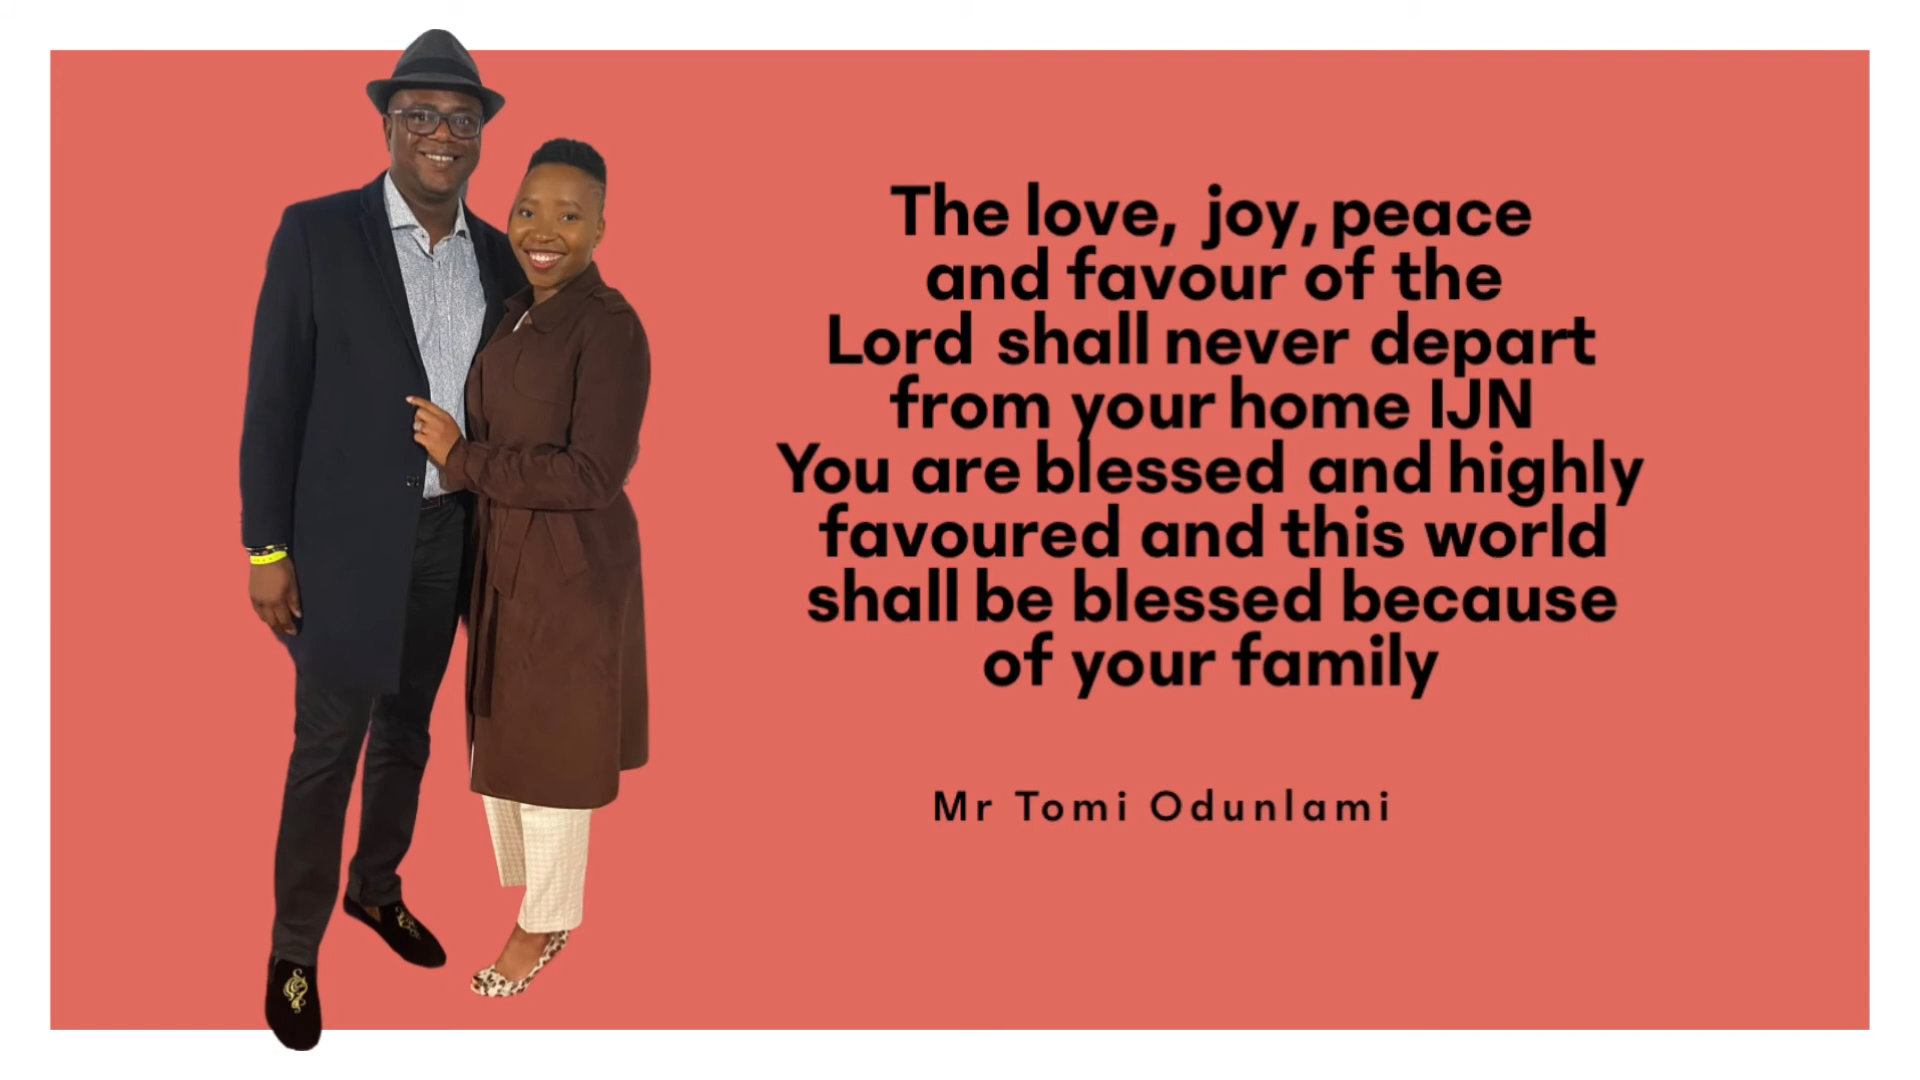 The love, joy, peace
and favour of the
Lord shall never depart
from your home IJN
You are blessed and highly
favoured and this world
shall be blessed because
of your family
Mr Tomi Odunlami